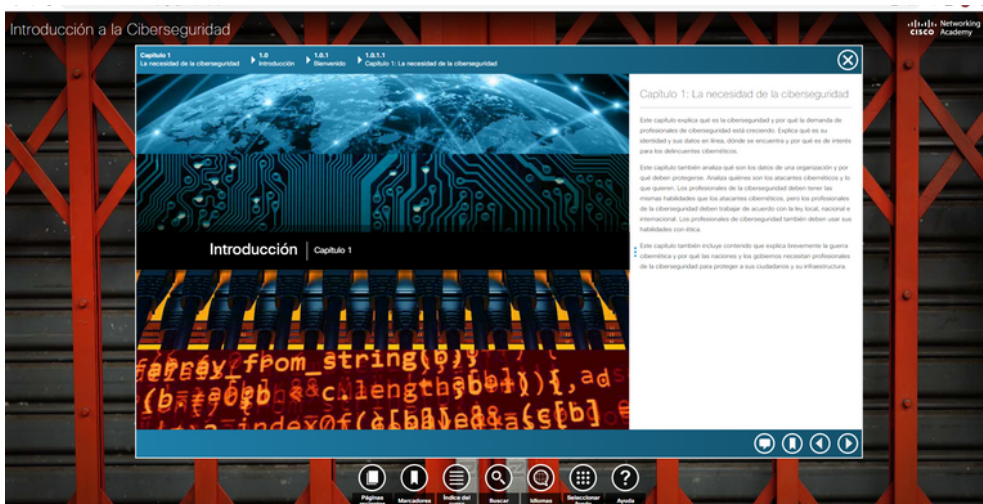 Introducción a la Ciberseguridad
Networking
CISCO Academy
Capítulo 1
La necesidad de la ciberseguridad
1.0
Introducción
1.0.1
Bienvenido
1.0.1.1
Capítulo 1: La necesidad de la ciberseguridad
Introducción | Capítulo 1
array_from_string(b),
c.length;b++){ad
index0f(c[b])&&(c[b]
Capítulo 1: La necesidad de la ciberseguridad
Este capítulo explica qué es la ciberseguridad y por qué la demanda de
profesionales de ciberseguridad está creciendo. Explica qué es su
identidad y sus datos en línea, dónde se encuentra y por qué es de interés
para los delincuentes cibernéticos.
Este capítulo también analiza qué son los datos de una organización y por
qué deben protegerse. Analiza quiénes son los atacantes cibernéticos y lo
que quieren. Los profesionales de la ciberseguridad deben tener las
mismas habilidades que los atacantes cibernéticos, pero los profesionales
de la ciberseguridad deben trabajar de acuerdo con la ley local, nacional e
internacional. Los profesionales de ciberseguridad también deben usar sus
habilidades con ética.
Este capítulo también incluye contenido que explica brevemente la guerra
cibernética y por qué las naciones y los gobiernos necesitan profesionales
de la ciberseguridad para proteger a sus ciudadanos y su infraestructura.
Páginas
Marcadores
Índice del
Buscar
Idiomas
Seleccionar
Ayuda